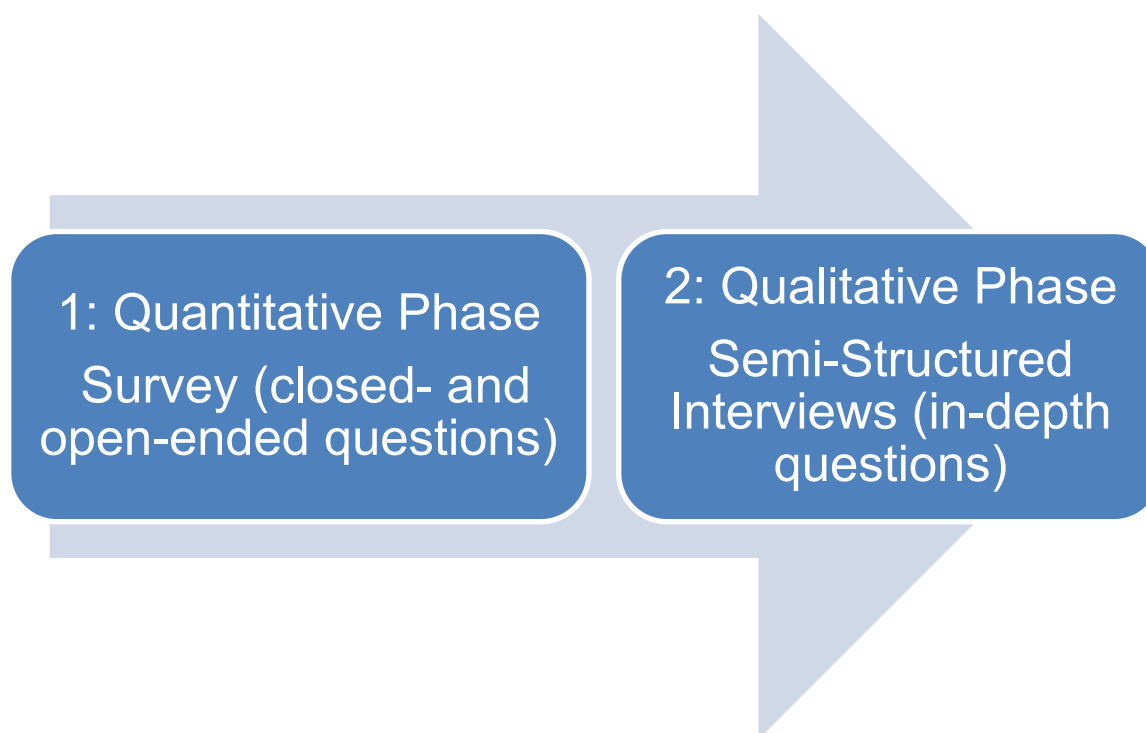 1: Quantitative Phase
Survey (closed- and
open-ended questions)
2: Qualitative Phase
Semi-Structured
Interviews (in-depth
questions)